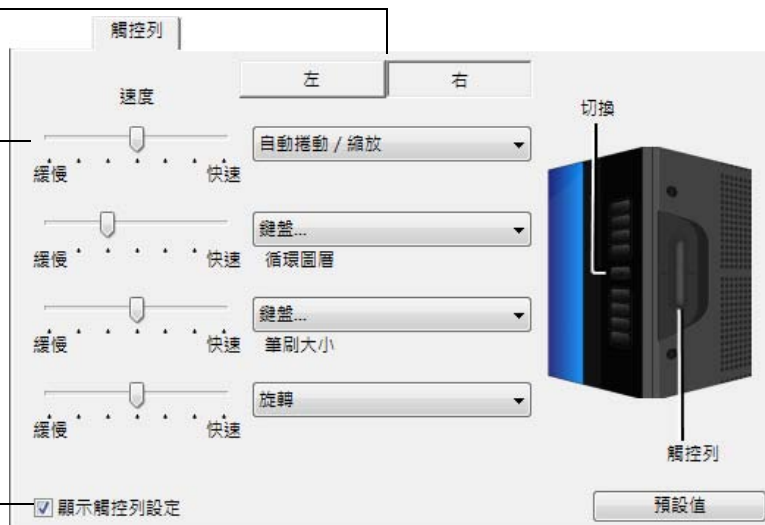 觸控列
速度
左
右
切換
緩慢
快速
自動捲動 / 縮放
緩慢
快速
鍵盤...
循環圖層
緩慢
快速
鍵盤...
筆刷大小
緩慢
快速
旋轉
觸控列
顯示觸控列設定
預設值